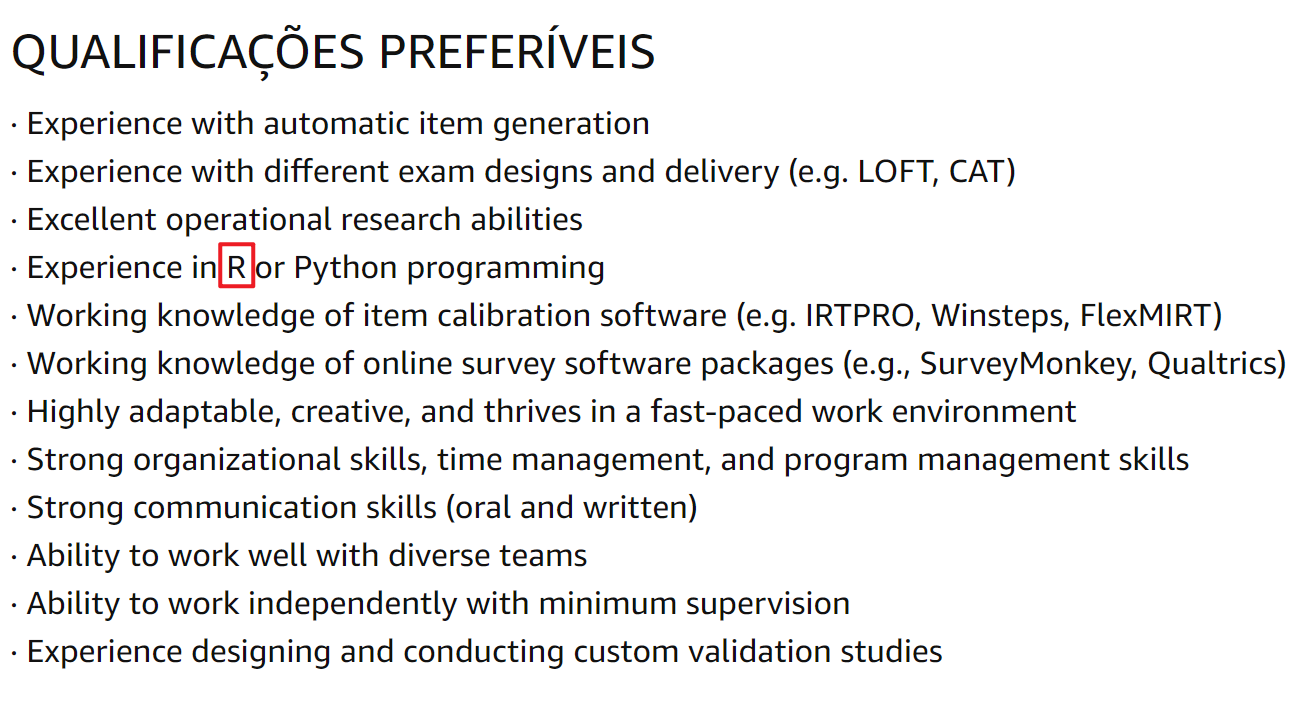 QUALIFICAÇÕES PREFERÍVEIS
· Experience with automatic item generation
· Experience with different exam designs and delivery (e.g. LOFT, CAT)
· Excellent operational research abilities
· Experience in R or Python programming
· Working knowledge of item calibration software (e.g. IRTPRO, Winsteps, FlexMIRT)
· Working knowledge of online survey software packages (e.g., SurveyMonkey, Qualtrics)
· Highly adaptable, creative, and thrives in a fast-paced work environment
· Strong organizational skills, time management, and program management skills
· Strong communication skills (oral and written)
· Ability to work well with diverse teams
· Ability to work independently with minimum supervision
· Experience designing and conducting custom validation studies